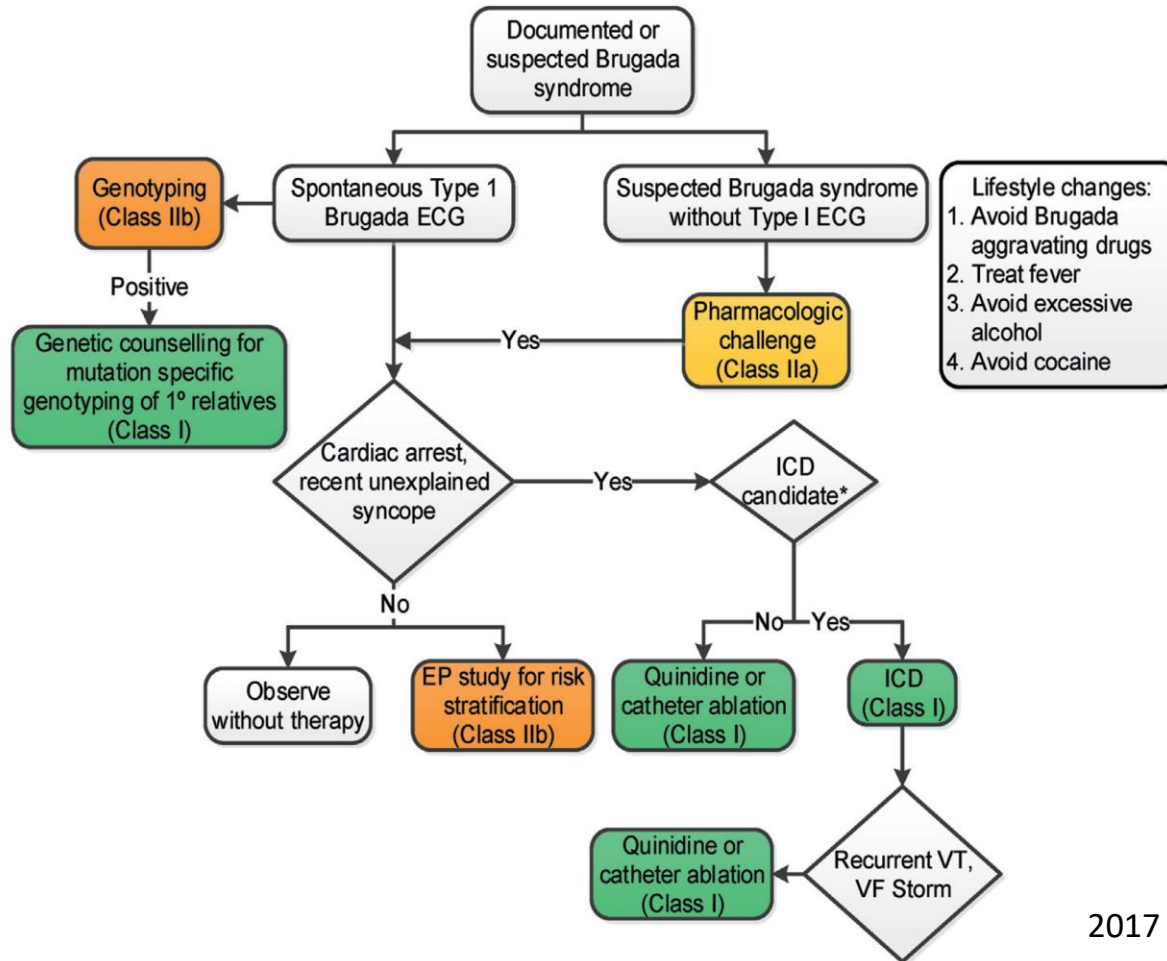 Documented or
suspected Brugada
syndrome
Genotyping
(Class IIb)
Spontaneous Type 1
Brugada ECG
Suspected Brugada syndrome
without Type I ECG
Lifestyle changes:
1. Avoid Brugada
aggravating drugs
2. Treat fever
3. Avoid excessive
alcohol
4. Avoid cocaine
Positive
Yes
Pharmacologic
challenge
(Class IIa)
Genetic counselling for
mutation specific
genotyping of 1º relatives
(Class I)
Cardiac arrest,
recent unexplained
syncope
Yes
ICD
candidate*
No
No
Yes
Observe
without therapy
EP study for risk
stratification
(Class IIb)
Quinidine or
catheter ablation
(Class I)
ICD
(Class I)
Quinidine or
catheter ablation
(Class I)
Recurrent VT,
VF Storm
2017